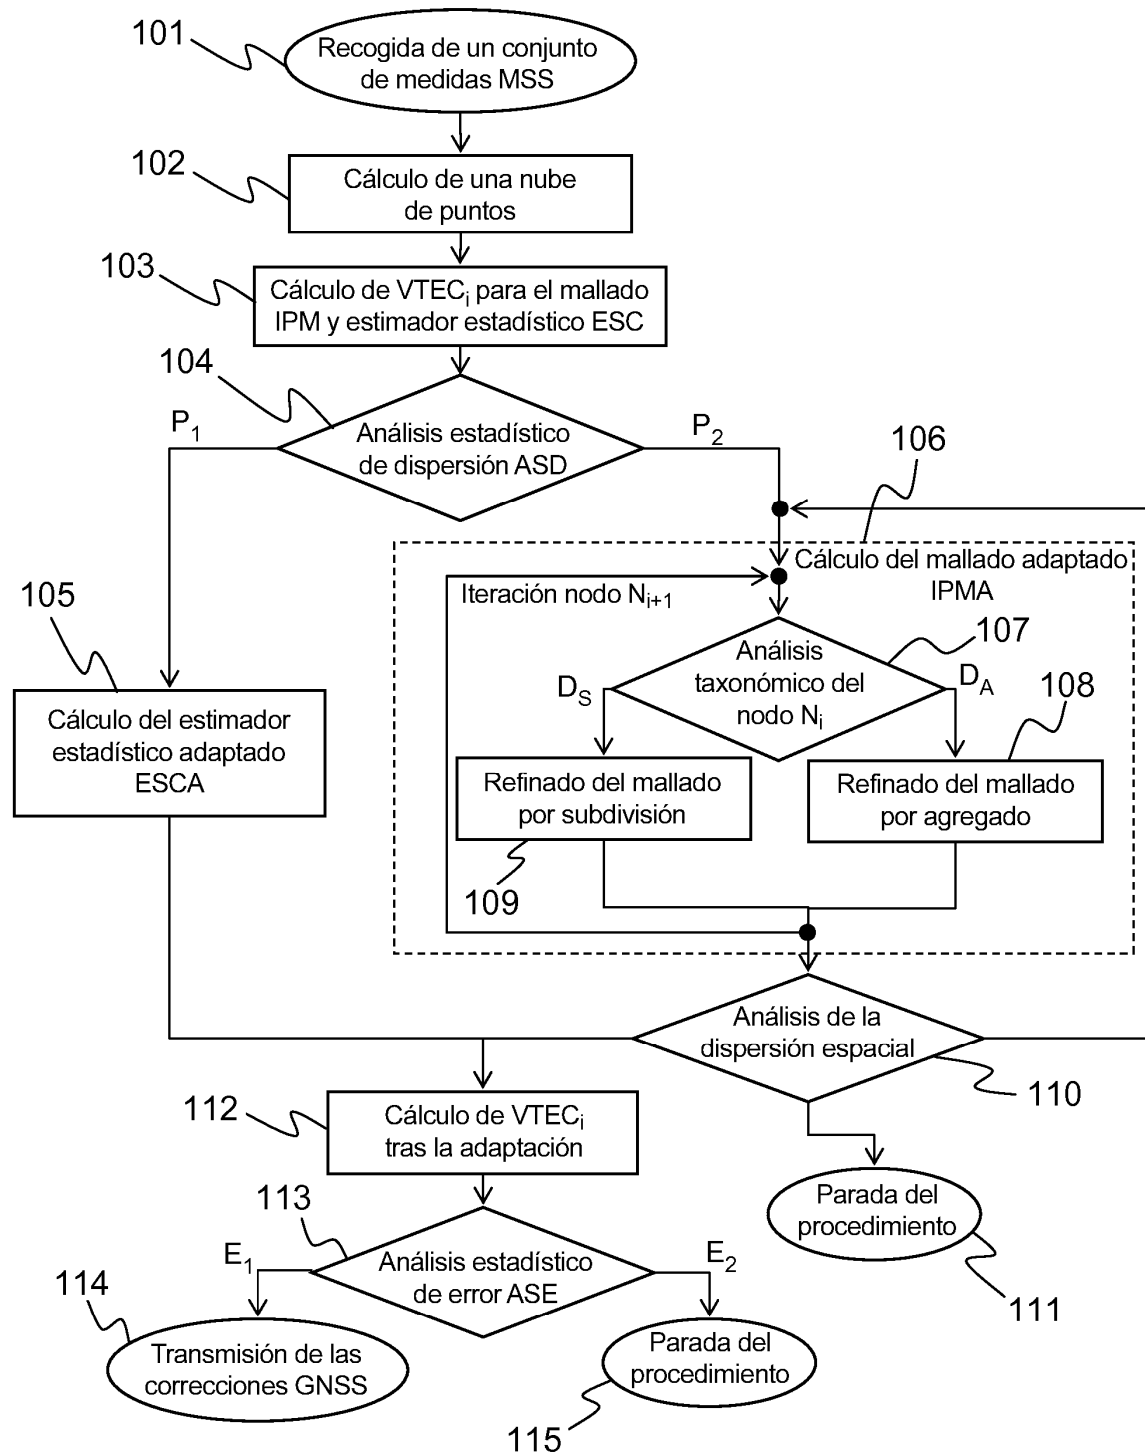 101
Recogida de un conjunto
de medidas MSS
102
Cálculo de una nube
de puntos
103
Cálculo de VTECi para el mallado
IPM y estimador estadístico ESC
104
P1
Análisis estadístico
de dispersión ASD
P2
106
Cálculo del mallado adaptado
IPMA
Iteración nodo Ni+1
105
Cálculo del estimador
estadístico adaptado
ESCA
107
Análisis
taxonómico del
nodo Ni
DS
DA
108
Refinado del mallado
por subdivisión
Refinado del mallado
por agregado
109
Análisis de la
dispersión espacial
110
112
Cálculo de VTECi
tras la adaptación
Parada del
procedimiento
111
113
E1
Análisis estadístico
de error ASE
E2
114
Transmisión de las
correcciones GNSS
Parada del
procedimiento
115